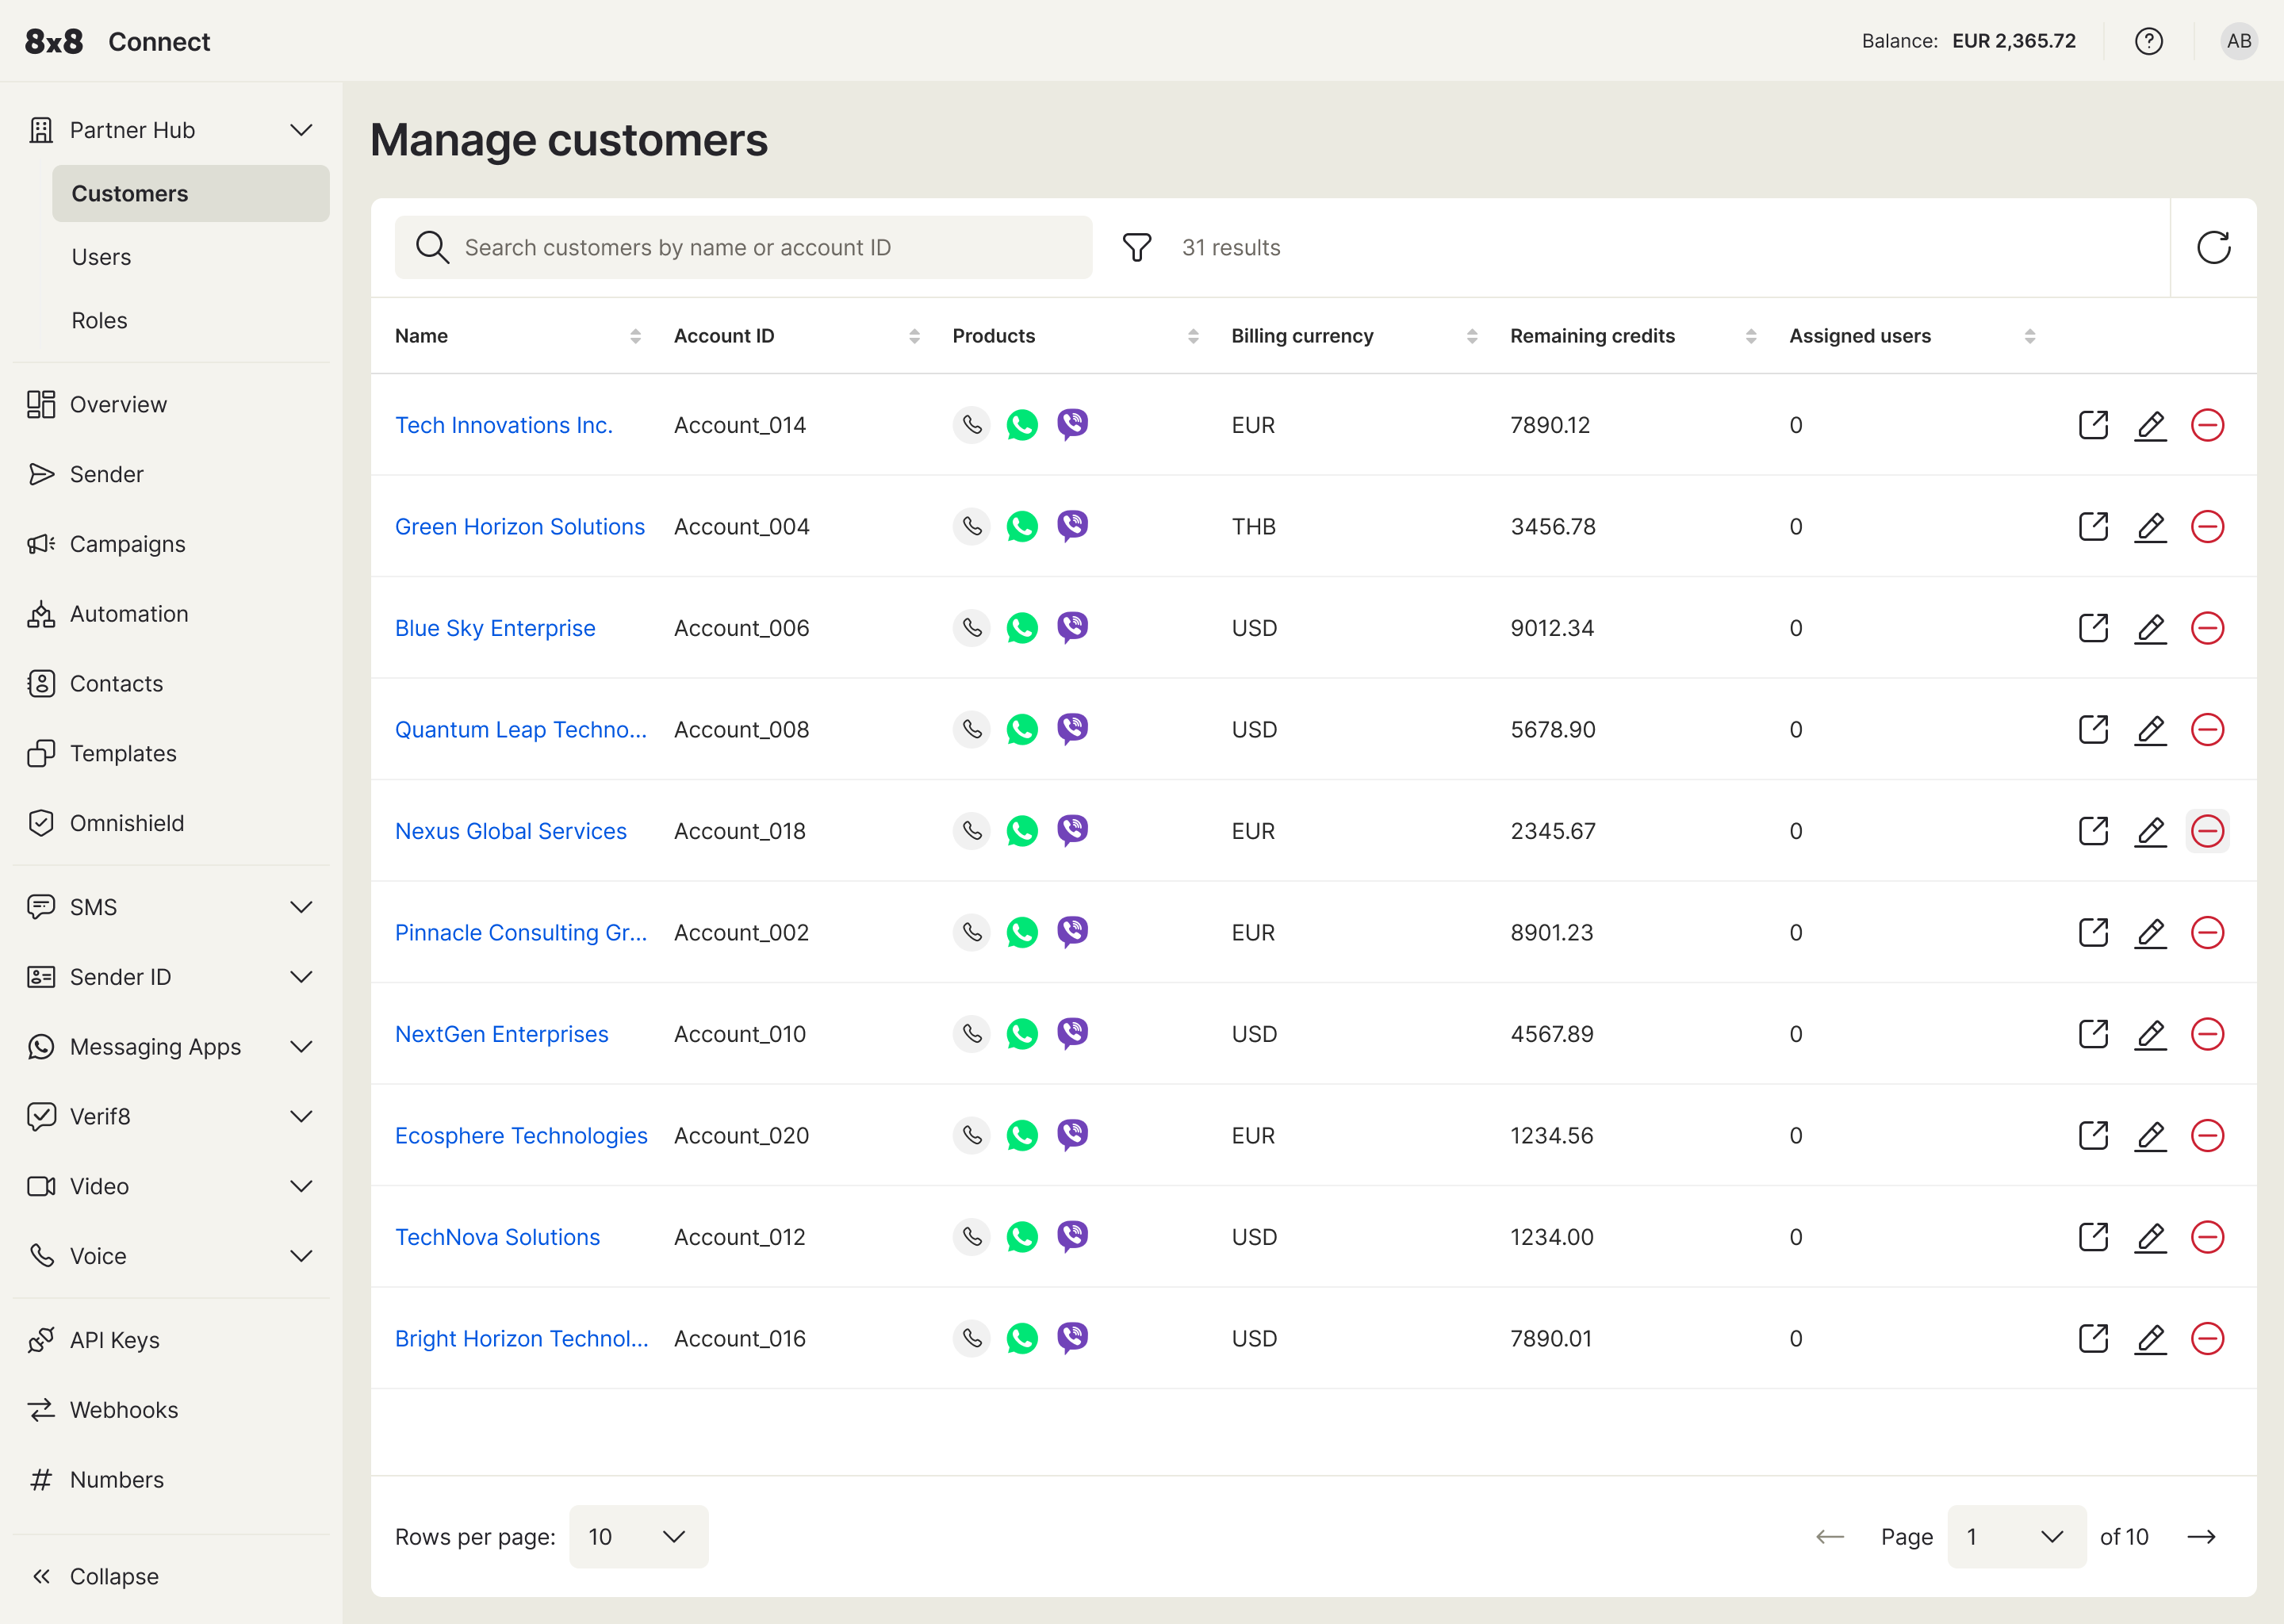 8x8 Connect
Balance: EUR 2,365.72
AB
Partner Hub
Customers
Users
Roles
Overview
Sender
Campaigns
Automation
Contacts
Templates
Omnishield
SMS
Sender ID
Messaging Apps
Verif8
Video
Voice
API Keys
Webhooks
Numbers
Collapse
Manage customers
Search customers by name or account ID
31 results
Name Account ID Products Billing currency Remaining credits Assigned users
Tech Innovations Inc. Account_014 EUR 7890.12 0
Green Horizon Solutions Account_004 THB 3456.78 0
Blue Sky Enterprise Account_006 USD 9012.34 0
Quantum Leap Techno... Account_008 USD 5678.90 0
Nexus Global Services Account_018 EUR 2345.67 0
Pinnacle Consulting Gr... Account_002 EUR 8901.23 0
NextGen Enterprises Account_010 USD 4567.89 0
Ecosphere Technologies Account_020 EUR 1234.56 0
TechNova Solutions Account_012 USD 1234.00 0
Bright Horizon Technol... Account_016 USD 7890.01 0
Rows per page: 10
Page 1 of 10